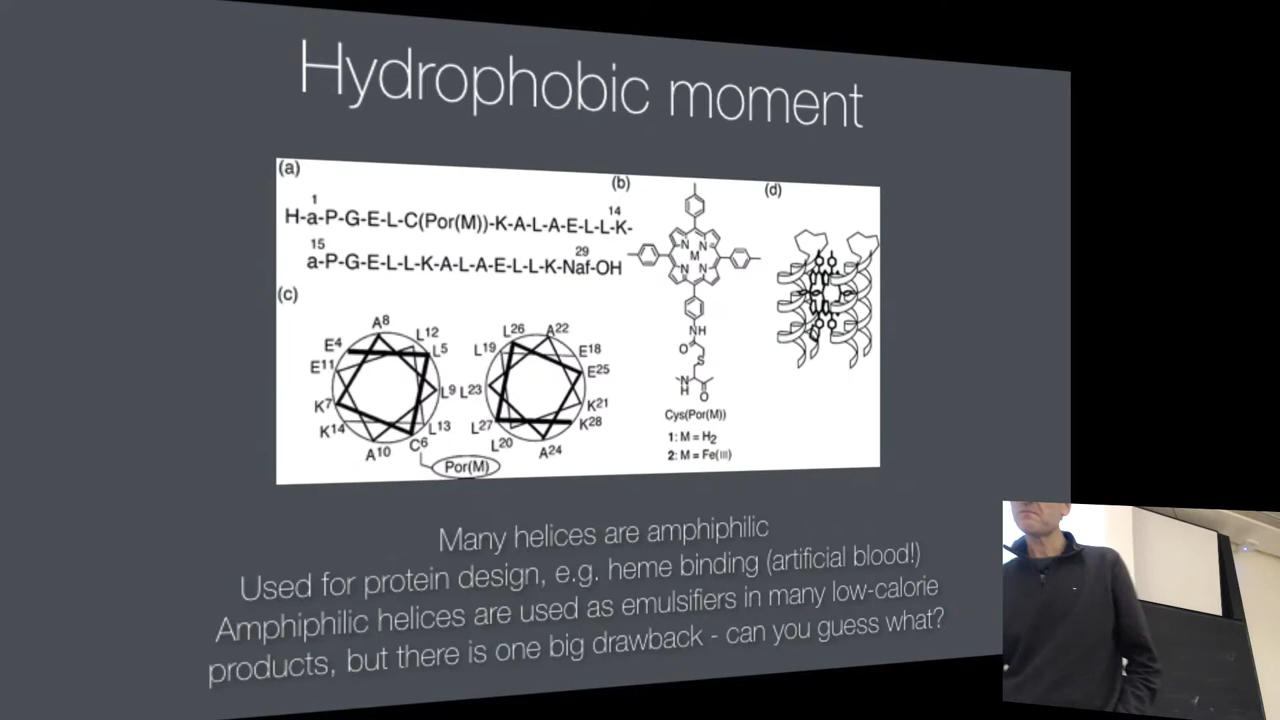 Hydrophobic moment
(a)
1
14
H-a-P-G-E-L-C(Por(M))-K-A-L-A-E-L-L-K-
15
29
a-P-G-E-L-L-K-A-L-A-E-L-L-K-Naf-OH
(b)
N N
M
N N
NH
O
S
N
H
O
Cys(Por(M))
1: M = H2
2: M = Fe(III)
(c)
A8
L12
E4
L5
E11
L9
K7
K14
L13
A10
C6
Por(M)
L26
A22
L19
E18
E25
L23
K21
L27
K28
L20
A24
(d)
Many helices are amphiphilic
Used for protein design, e.g. heme binding (artificial blood!)
Amphiphilic helices are used as emulsifiers in many low-calorie
products, but there is one big drawback - can you guess what?